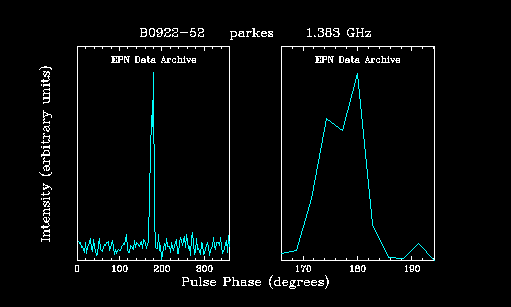 B0922-52 parkes 1.383 GHz
EPN Data Archive EPN Data Archive
Intensity (arbitrary units)
0 100 200 300 170 180 190
Pulse Phase (degrees)